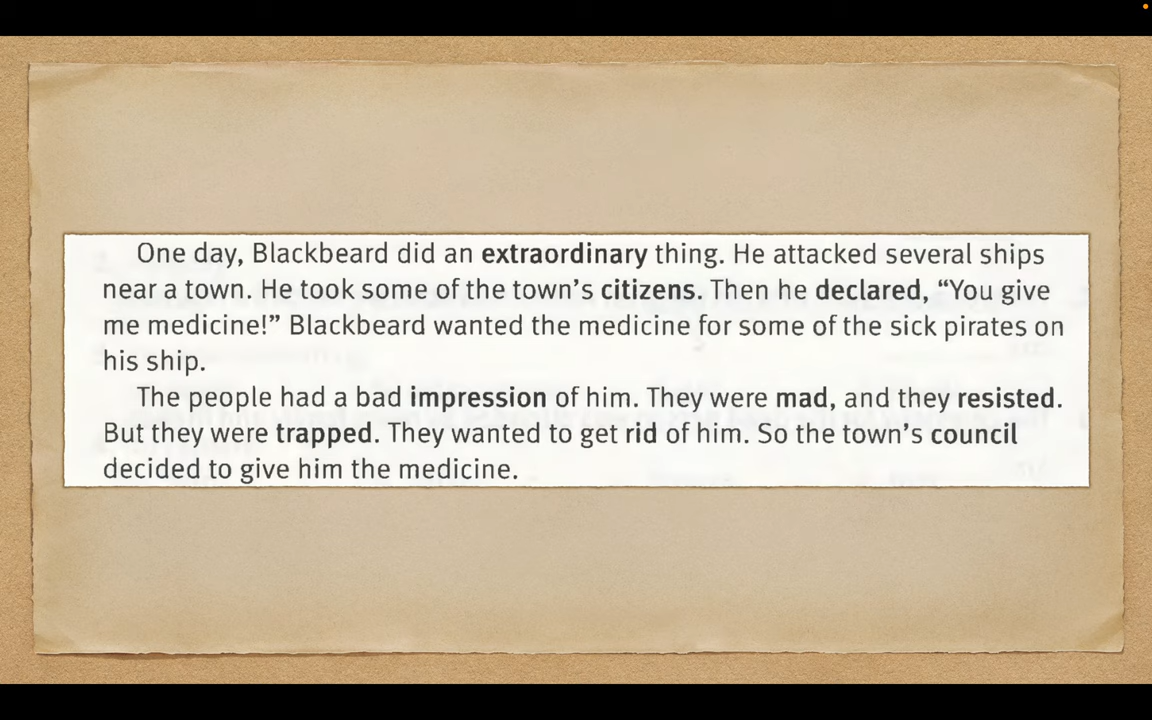 One day, Blackbeard did an extraordinary thing. He attacked several ships
near a town. He took some of the town's citizens. Then he declared, “You give
me medicine!” Blackbeard wanted the medicine for some of the sick pirates on
his ship.
The people had a bad impression of him. They were mad, and they resisted.
But they were trapped. They wanted to get rid of him. So the town's council
decided to give him the medicine.